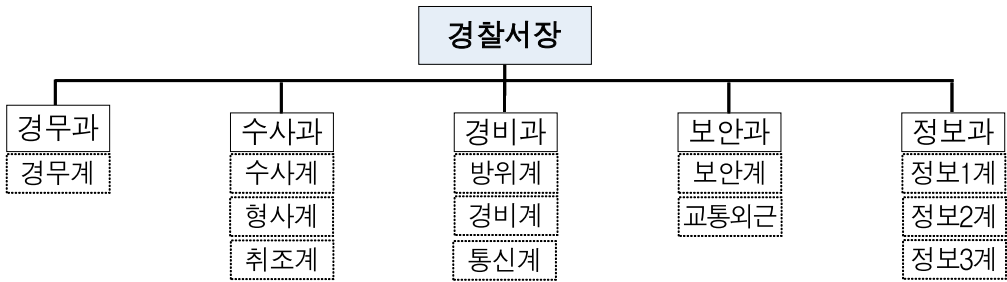 경찰서장
경무과
경무계
수사과
수사계
형사계
취조계
경비과
방위계
경비계
통신계
보안과
보안계
교통외근
정보과
정보1계
정보2계
정보3계